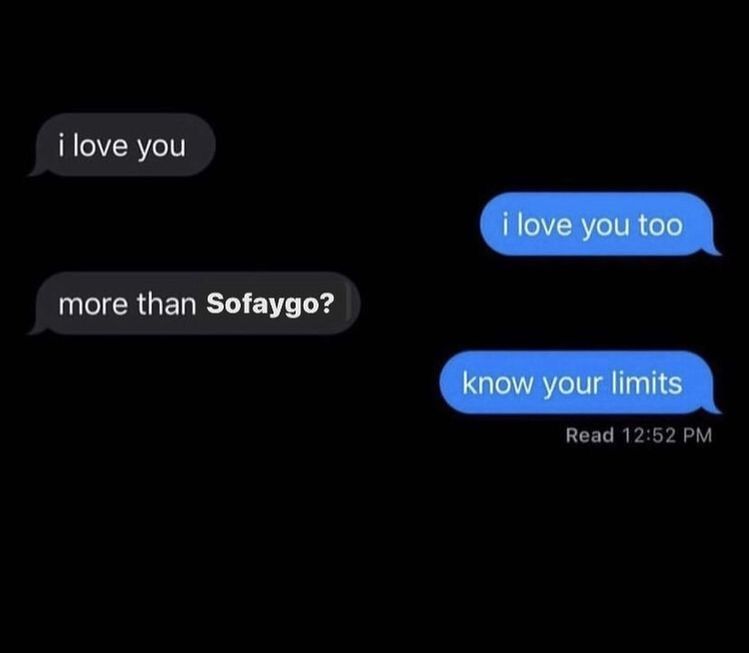 i love you
i love you too
more than Sofaygo?
know your limits
Read 12:52 PM